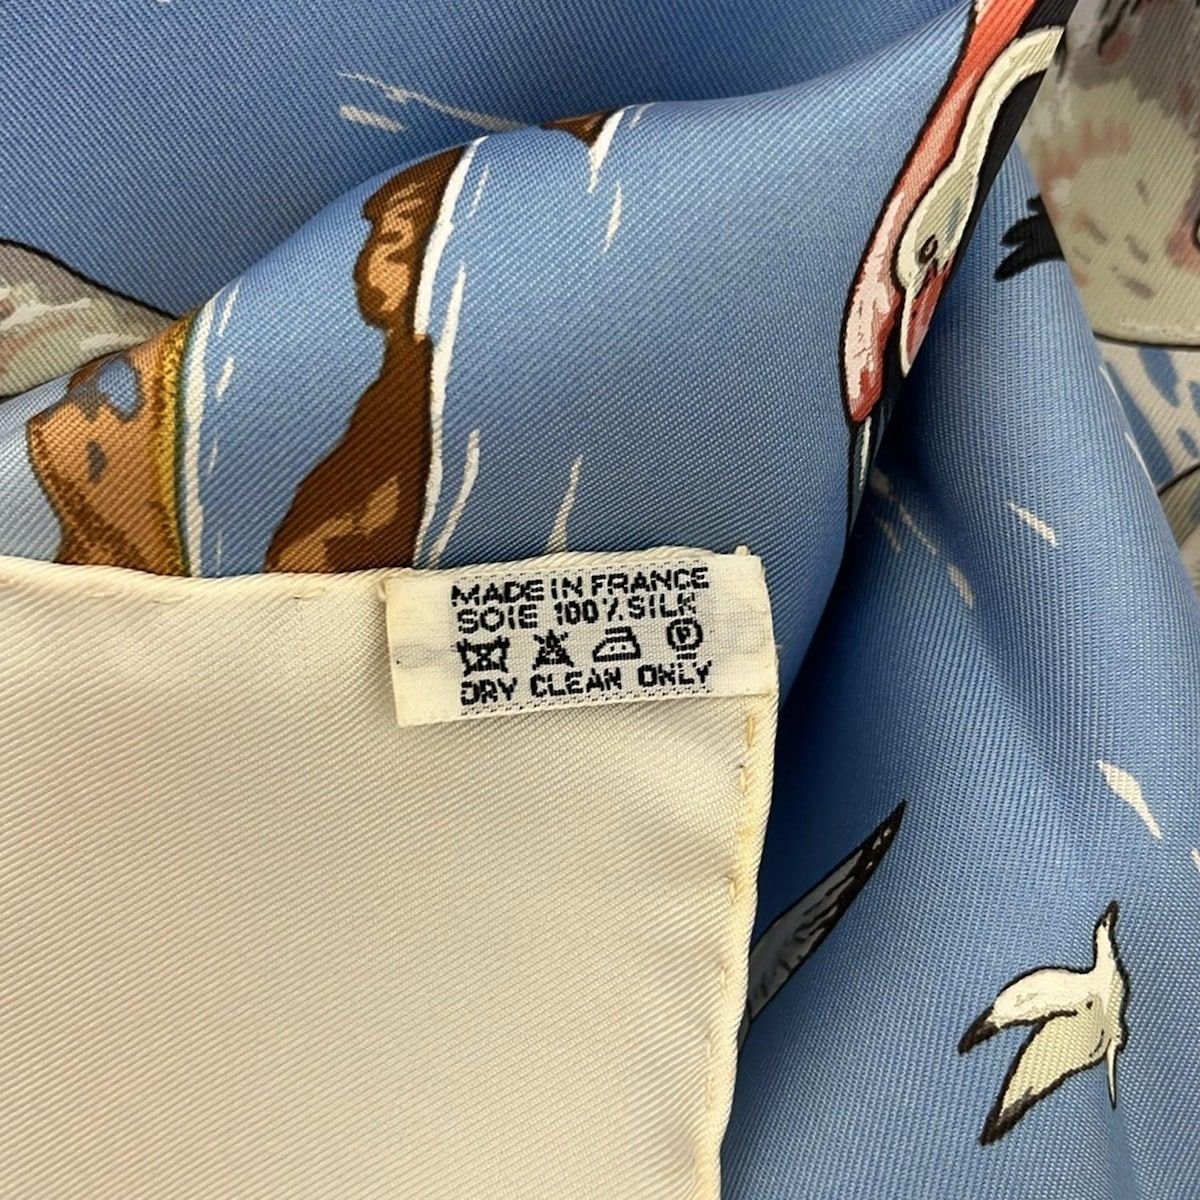 MADE IN FRANCE
SOIE 100% SILK
P
DRY CLEAN ONLY